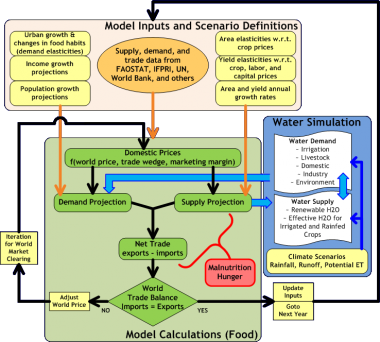 Model Inputs and Scenario Definitions
Urban growth &
changes in food habits
(demand elasticities)
Income growth
projections
Population growth
projections
Supply, demand, and
trade data from
FAOSTAT, IFPRI, UN,
World Bank, and others
Area elasticities w.r.t.
crop prices
Yield elasticities w.r.t.
crop, labor, and
capital prices
Area and yield annual
growth rates
Water Simulation
Water Demand
- Irrigation
- Livestock
- Domestic
- Industry
- Environment
Water Supply
- Renewable H2O
- Effective H2O for
Irrigated and Rainfed
Crops
Climate Scenarios
Rainfall, Runoff, Potential ET
Domestic Prices
f(world price, trade wedge, marketing margin)
Demand Projection
Supply Projection
Net Trade
exports - imports
Malnutrition
Hunger
Iteration
for World
Market
Clearing
World
Trade Balance
Imports = Exports
Adjust
World Price
NO
YES
Update
Inputs
Goto
Next Year
Model Calculations (Food)